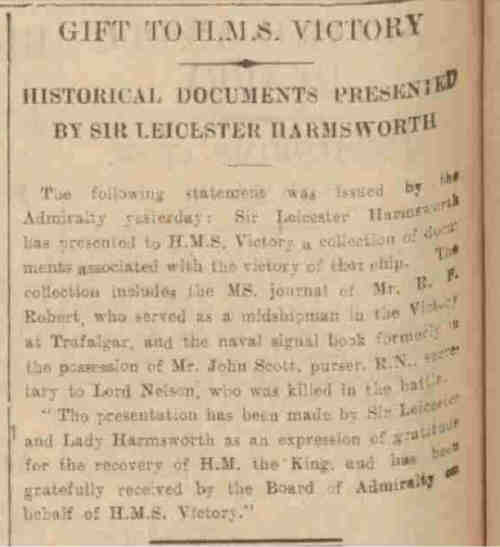 GIFT TO H.M.S. VICTORY
HISTORICAL DOCUMENTS PRESENTED
BY SIR LEICESTER HARMSWORTH
The following statement was issued by the
Admiralty yesterday: Sir Leicester Harmsworth
has presented to H.M.S. Victory a collection of docu-
ments associated with the victory of that ship. The
collection includes the MS. journal of Mr. R. F.
Robert, who served as a midshipman in the Victory
at Trafalgar, and the naval signal book formerly in
the possession of Mr. John Scott, purser, R.N., secre-
tary to Lord Nelson, who was killed in the battle.
"The presentation has been made by Sir Leicester
and Lady Harmsworth as an expression of gratitude
for the recovery of H.M. the King, and has been
gratefully received by the Board of Admiralty on
behalf of H.M.S. Victory."